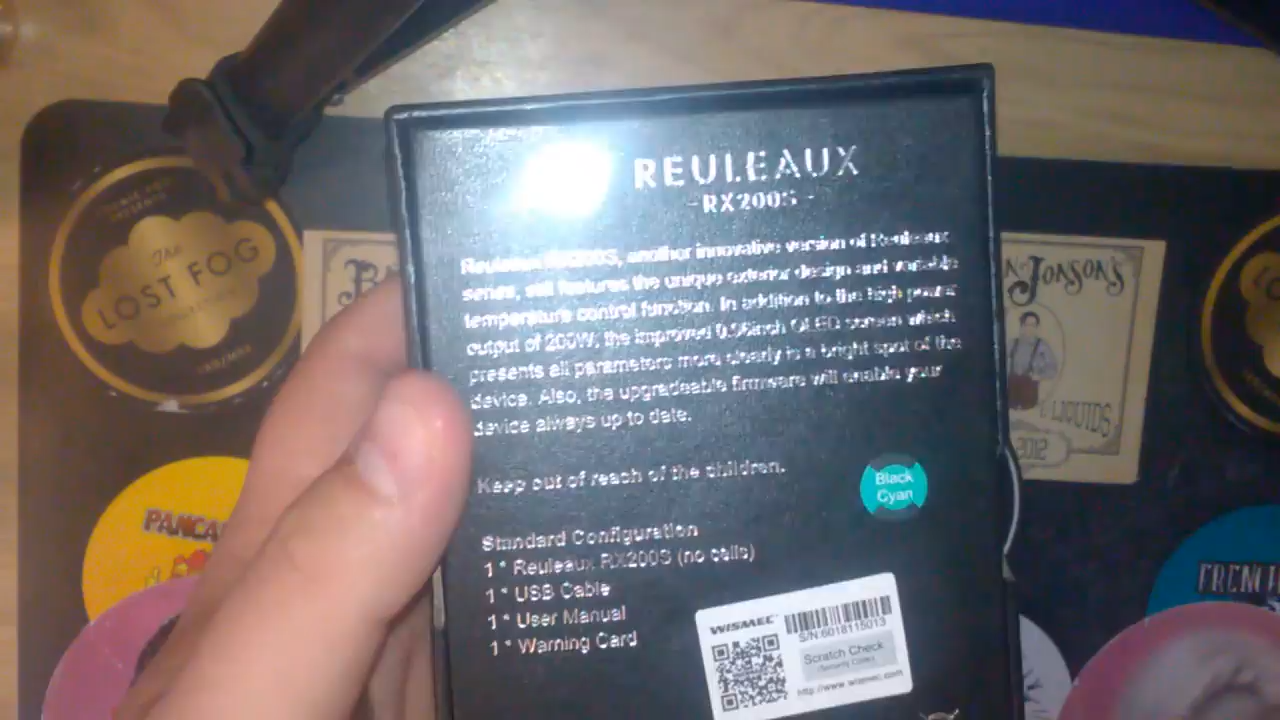 REULEAUX
-RX200S-
Reuleaux RX200S, another innovative version of Reuleaux
series, still features the unique exterior design and variable
temperature control function. In addition to the high power
output of 200W, the improved 0.96inch OLED screen which
presents all parameters more clearly is a bright spot of the
device. Also, the upgradeable firmware will enable your
device always up to date.
Keep out of reach of the children.
Black
Cyan
Standard Configuration
1 * Reuleaux RX200S (no cells)
1 * USB Cable
1 * User Manual
1 * Warning Card
WISMEC
S/N:6018115013
Scratch Check
(Security Code)
http://www.wismec.com
The
LOST FOG
PRESENTS
JONSON'S
LIQUIDS
2012
PANCA
FRENCH